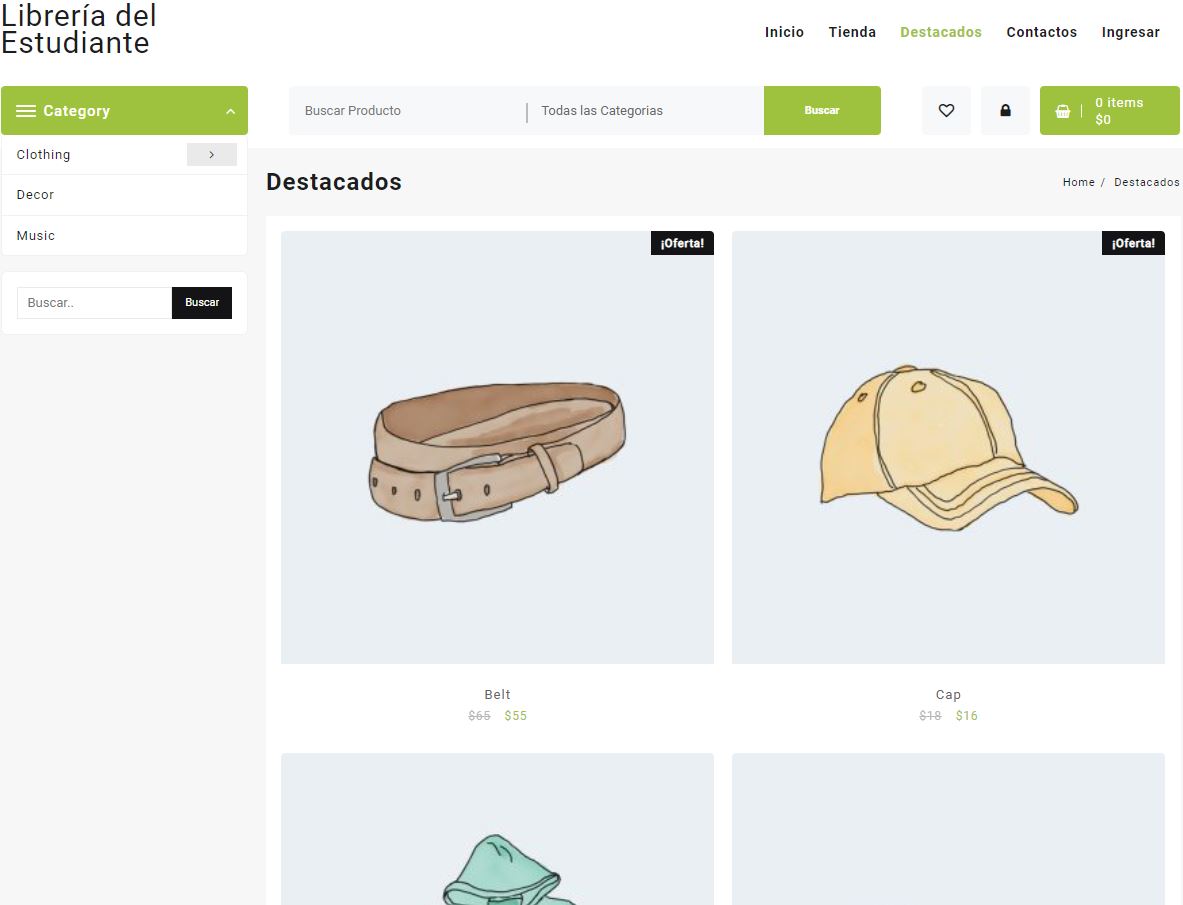 Librería del
Estudiante
Inicio Tienda Destacados Contactos Ingresar
Category
Buscar Producto
Todas las Categorias
Buscar
0 items
$0
Clothing
Decor
Music
Buscar..
Buscar
Destacados
Home / Destacados
¡Oferta!
¡Oferta!
Belt
$65 $55
Cap
$18 $16